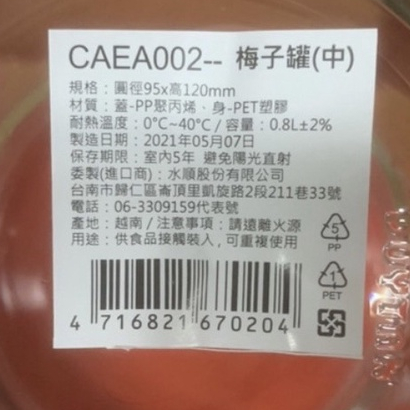 CAEA002-- 梅子罐(中)
規格：圓徑95x高120mm
材質：蓋-PP聚丙烯、身-PET塑膠
耐熱溫度：0°C~40°C / 容量：0.8L±2%
製造日期：2021年05月07日
保存期限：室內5年 避免陽光直射
委製(進口商)：水順股份有限公司
台南市歸仁區崙頂里凱旋路2段211巷33號
電話：06-3309159代表號
產地：越南 / 注意事項：請遠離火源
用途：供食品接觸裝入，可重複使用
5
PP
1
PET
4 716821 670204